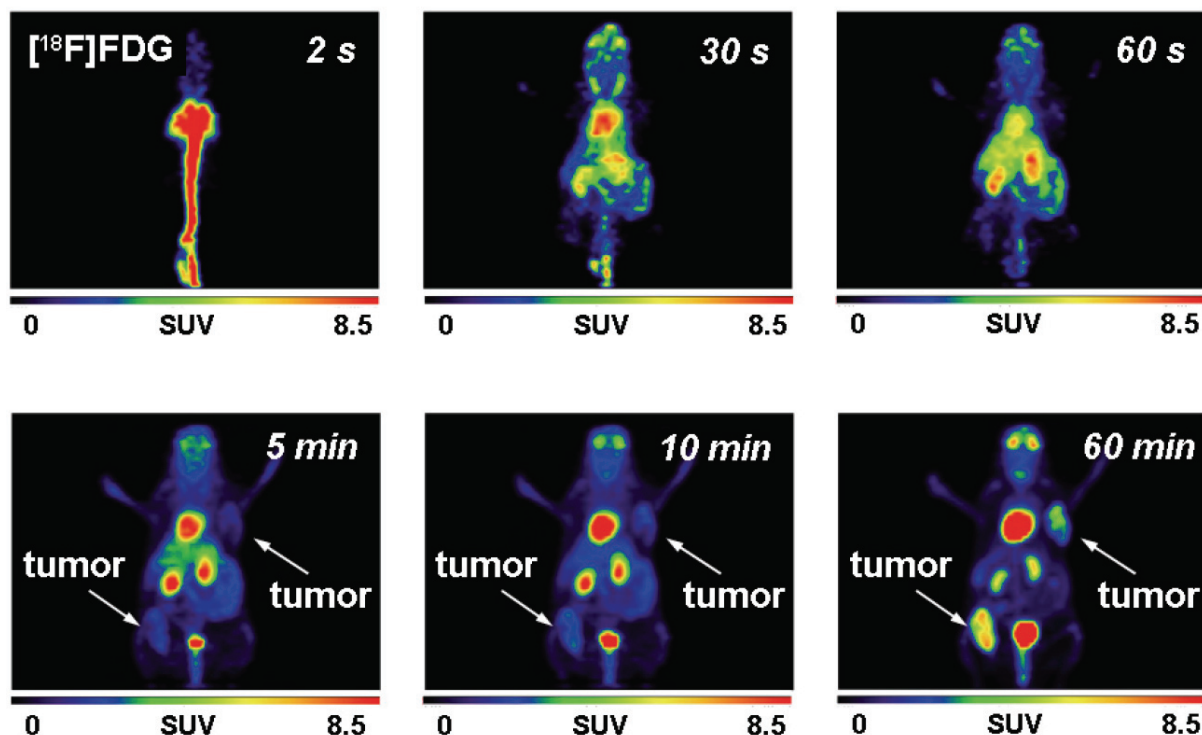 [¹⁸F]FDG 2 s
30 s
60 s
0 SUV 8.5
0 SUV 8.5
0 SUV 8.5
5 min
10 min
60 min
tumor
tumor
tumor
tumor
tumor
tumor
0 SUV 8.5
0 SUV 8.5
0 SUV 8.5